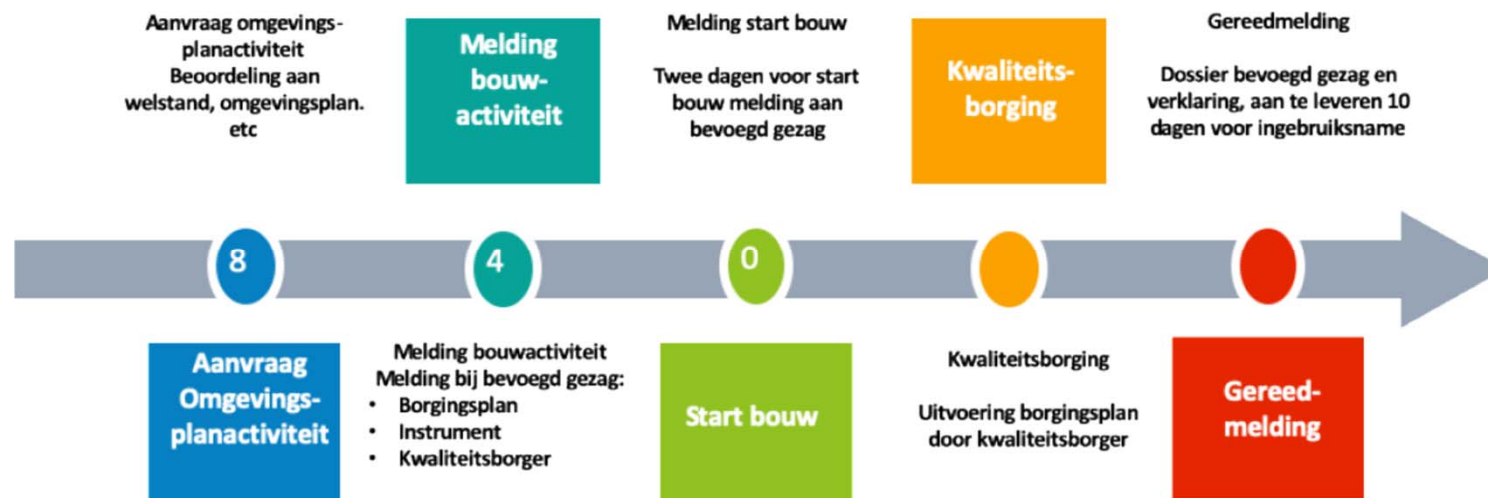 Aanvraag omgevings-
planactiviteit
Beoordeling aan
welstand, omgevingsplan.
etc
Melding
bouw-
activiteit
Melding start bouw
Twee dagen voor start
bouw melding aan
bevoegd gezag
Kwaliteits-
borging
Gereedmelding
Dossier bevoegd gezag en
verklaring, aan te leveren 10
dagen voor ingebruiksname
8
4
0
Aanvraag
Omgevings-
planactiviteit
Melding bouwactiviteit
Melding bij bevoegd gezag:
• Borgingsplan
• Instrument
• Kwaliteitsborger
Start bouw
Kwaliteitsborging
Uitvoering borgingsplan
door kwaliteitsborger
Gereed-
melding